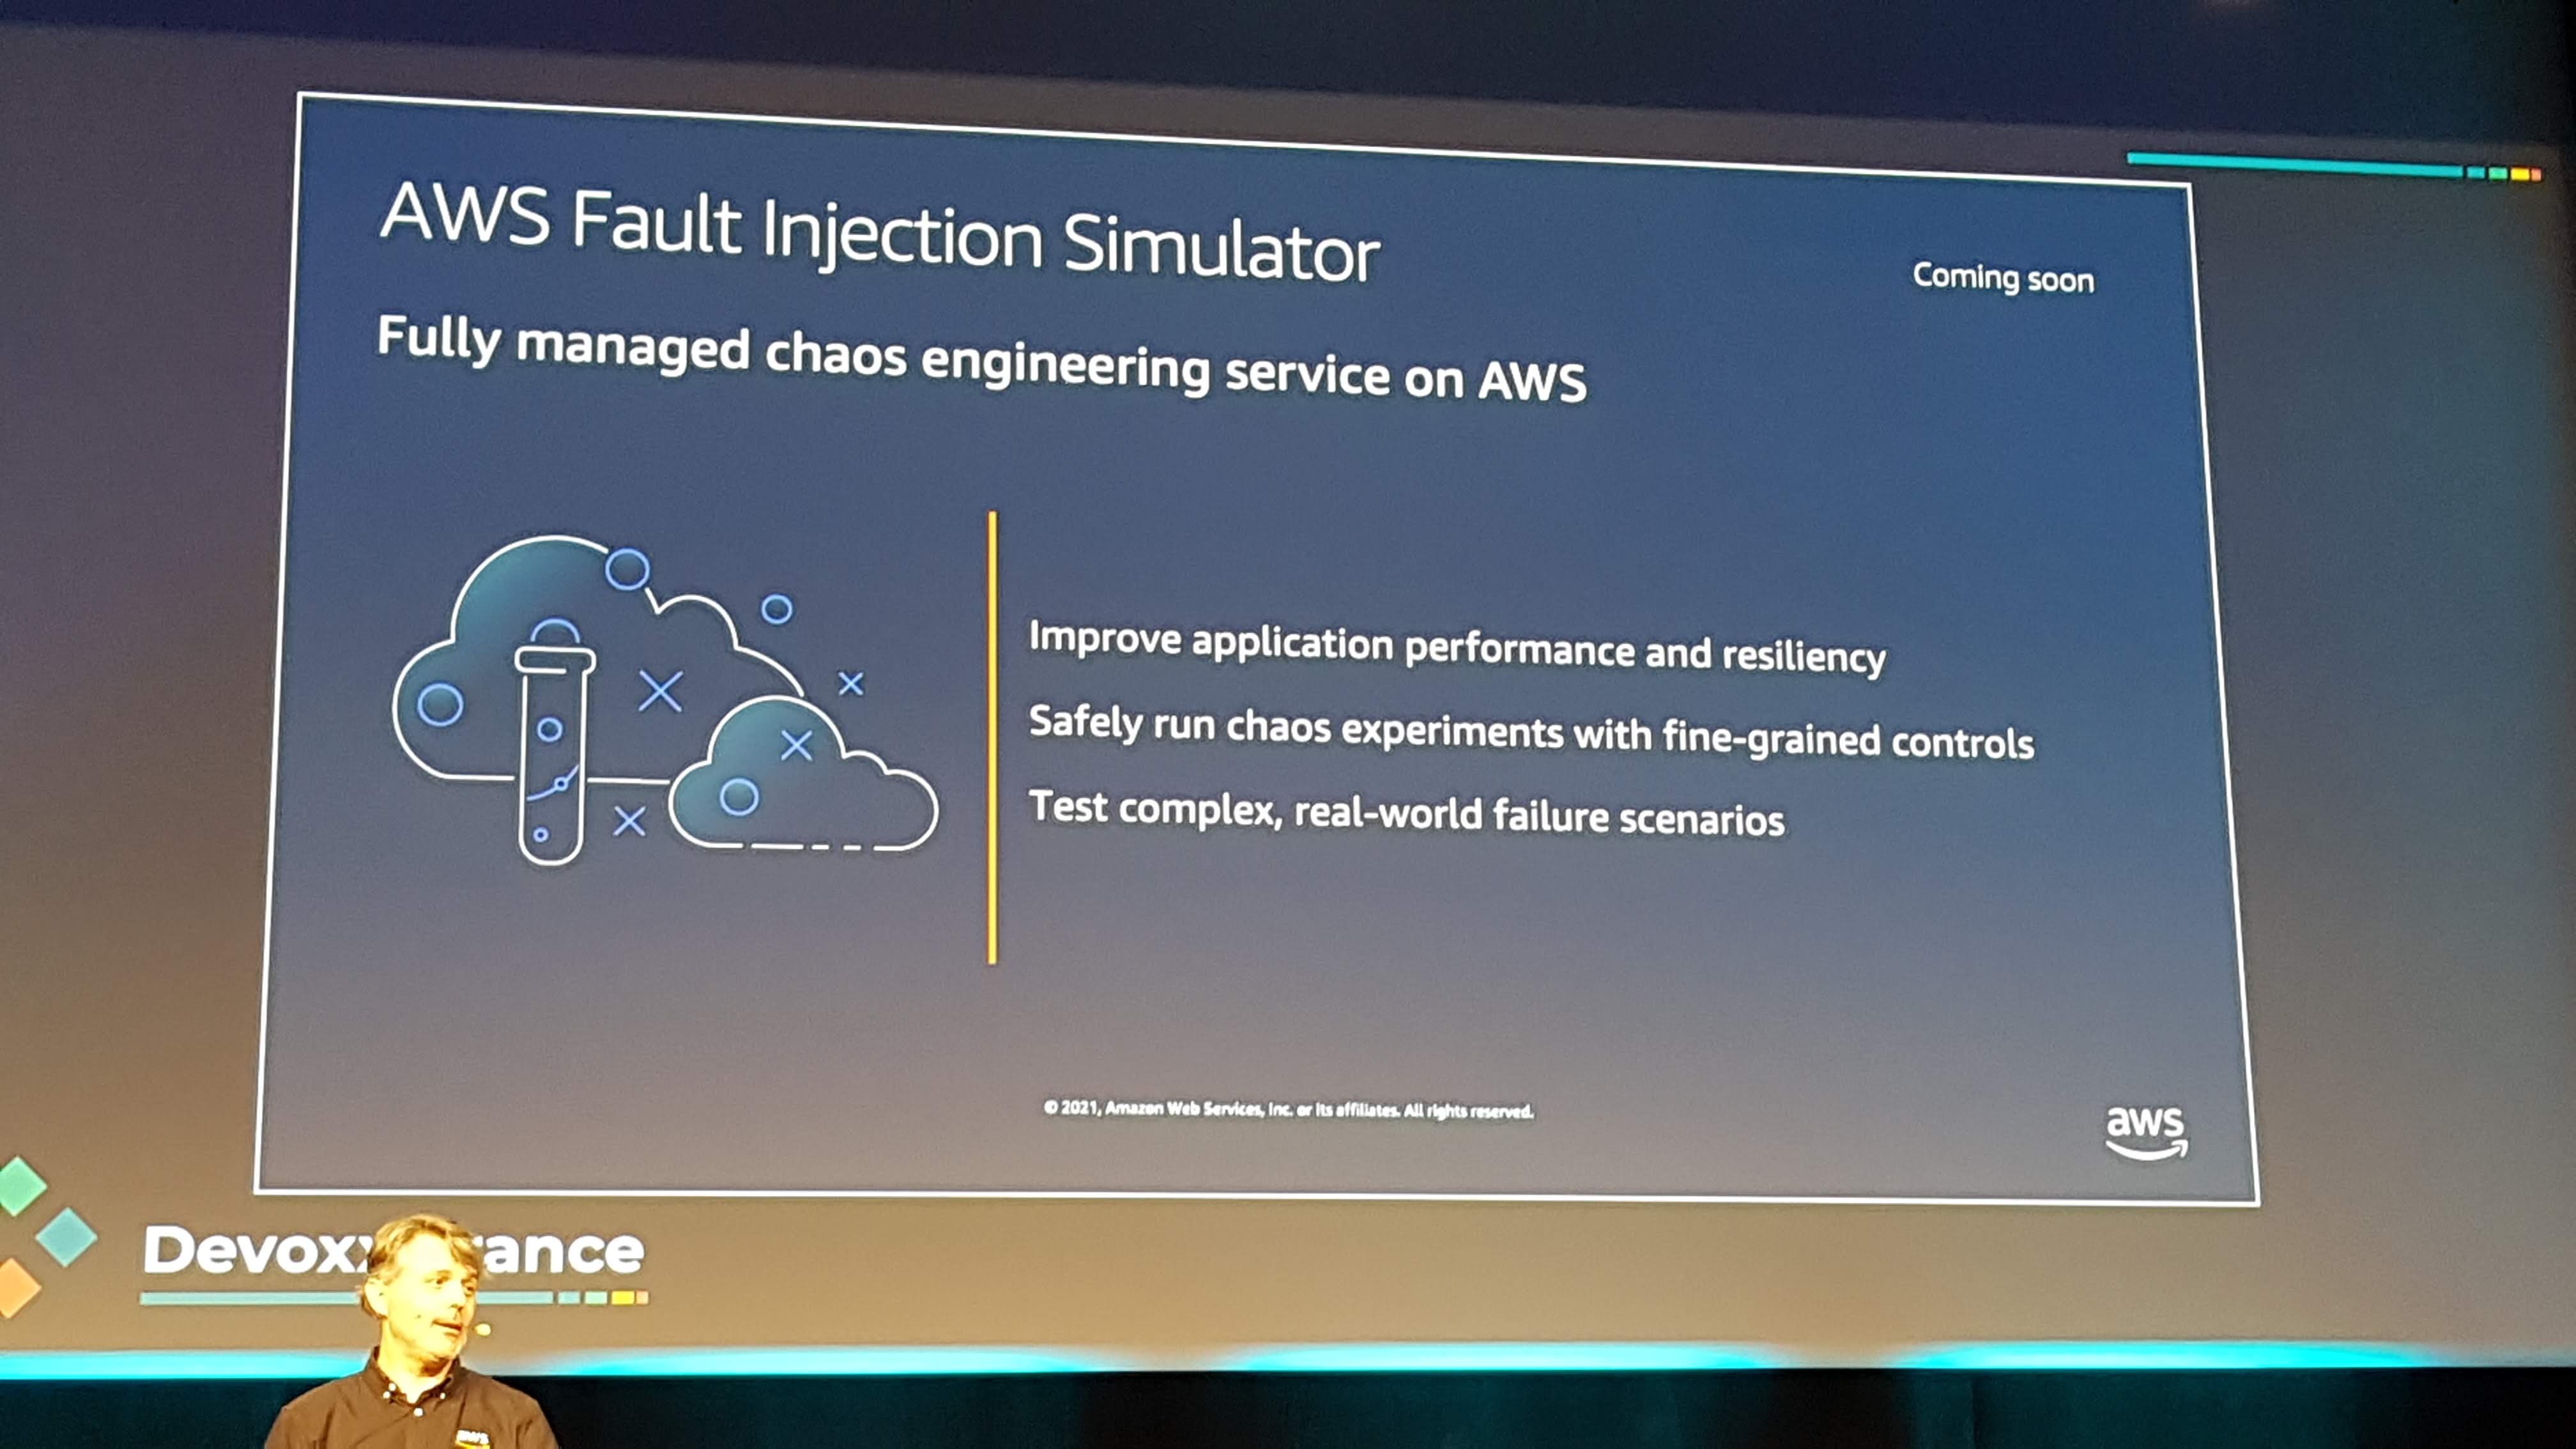 AWS Fault Injection Simulator
Coming soon
Fully managed chaos engineering service on AWS
Improve application performance and resiliency
Safely run chaos experiments with fine-grained controls
Test complex, real-world failure scenarios
© 2021, Amazon Web Services, Inc. or its affiliates. All rights reserved.
aws
Devoxx rance
aws